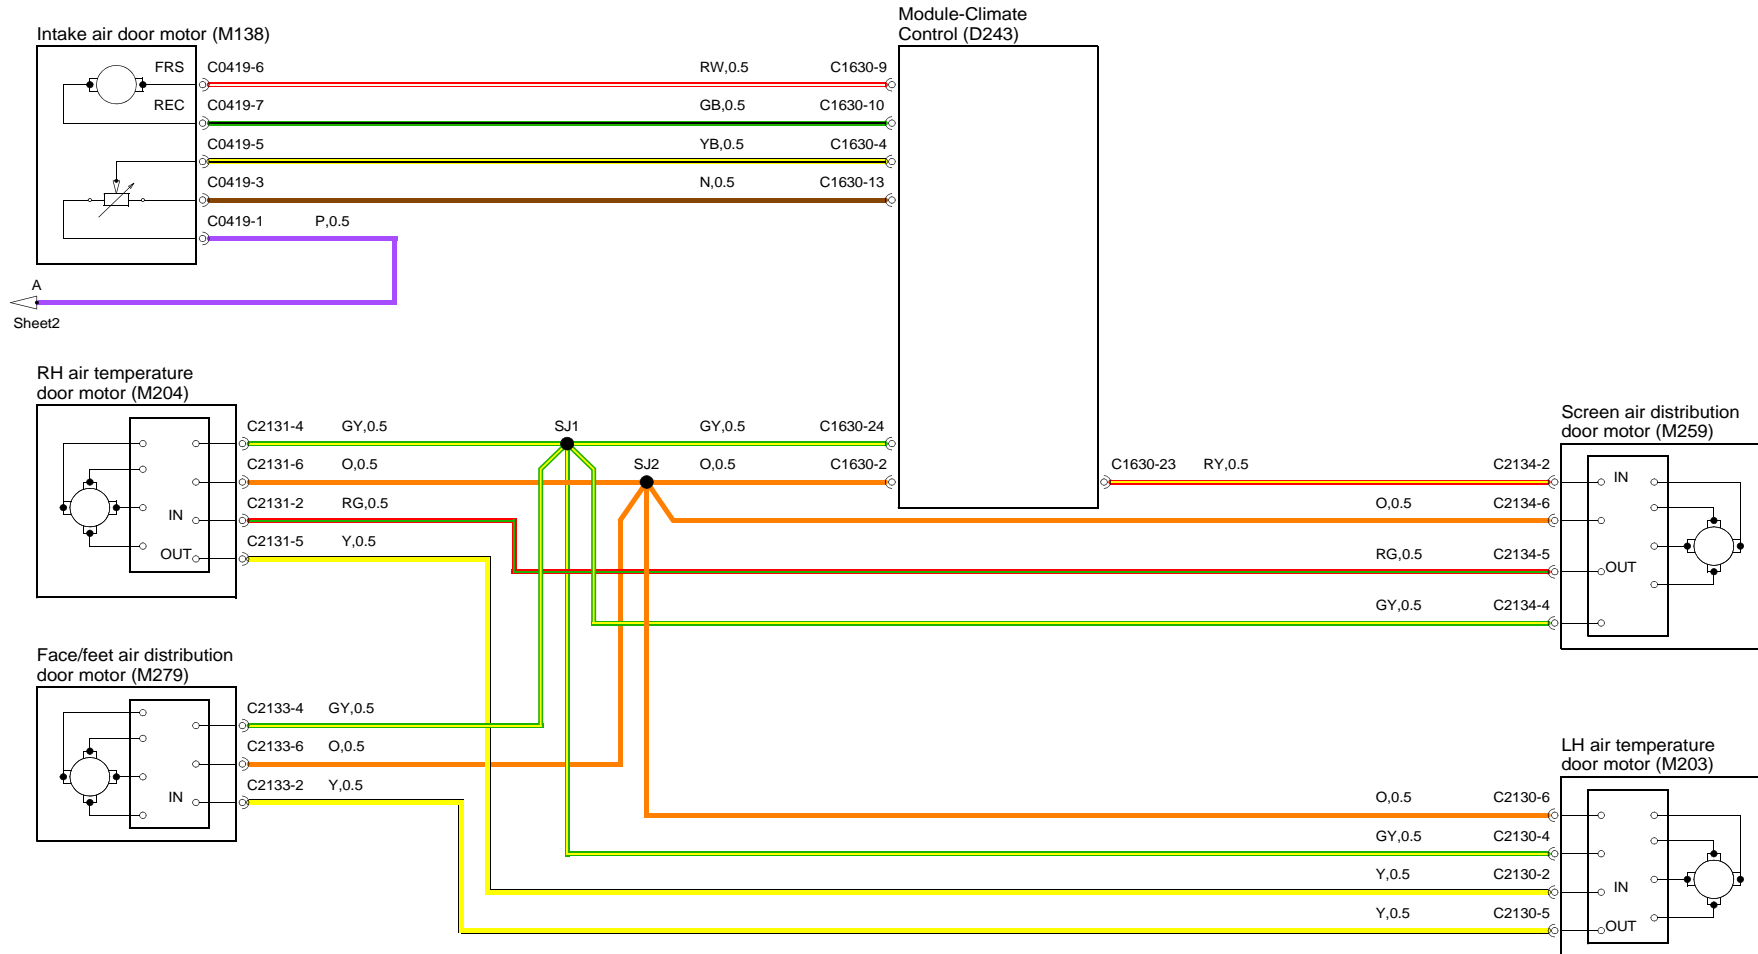 Module-Climate
Control (D243)
Intake air door motor (M138)
FRS C0419-6 RW,0.5 C1630-9
REC C0419-7 GB,0.5 C1630-10
C0419-5 YB,0.5 C1630-4
C0419-3 N,0.5 C1630-13
C0419-1 P,0.5
A
Sheet2
RH air temperature
door motor (M204)
C2131-4 GY,0.5 SJ1 GY,0.5 C1630-24
C2131-6 O,0.5 SJ2 O,0.5 C1630-2
IN C2131-2 RG,0.5
OUT C2131-5 Y,0.5
Screen air distribution
door motor (M259)
C1630-23 RY,0.5 C2134-2 IN
O,0.5 C2134-6
RG,0.5 C2134-5 OUT
GY,0.5 C2134-4
Face/feet air distribution
door motor (M279)
C2133-4 GY,0.5
C2133-6 O,0.5
IN C2133-2 Y,0.5
LH air temperature
door motor (M203)
O,0.5 C2130-6
GY,0.5 C2130-4
Y,0.5 C2130-2 IN
Y,0.5 C2130-5 OUT